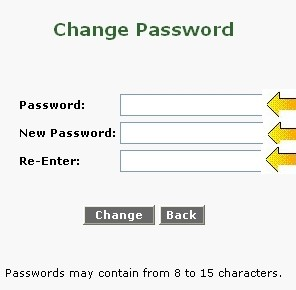 Change Password
Password:
New Password:
Re-Enter:
Change Back
Passwords may contain from 8 to 15 characters.